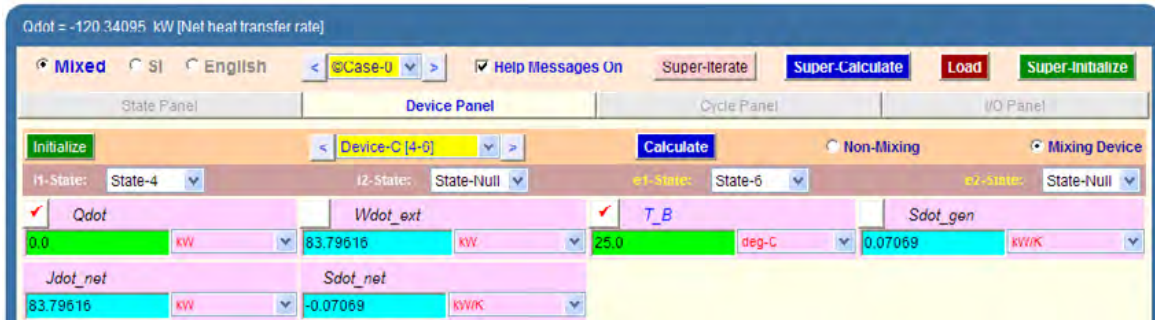 Qdot = -120.34095 kW [Net heat transfer rate]
Mixed SI English < ©Case-0 > Help Messages On Super-Iterate Super-Calculate Load Super-Initialize
State Panel Device Panel Cycle Panel I/O Panel
Initialize < Device-C [4-6] > Calculate Non-Mixing Mixing Device
i1-State: State-4 i2-State: State-Null e1-State: State-6 e2-State: State-Null
Qdot Wdot_ext T_B Sdot_gen
0.0 kW 83.79616 kW 25.0 deg-C 0.07069 kW/K
Jdot_net Sdot_net
83.79616 kW -0.07069 kW/K